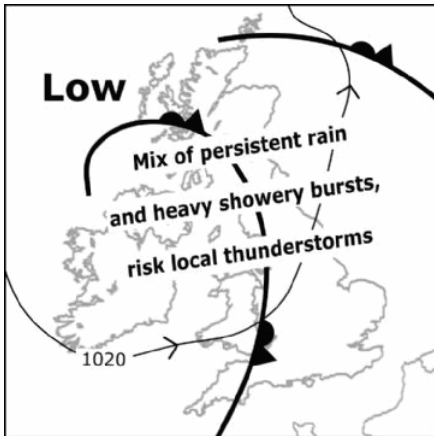 Low
Mix of persistent rain
and heavy showery bursts,
risk local thunderstorms
1020